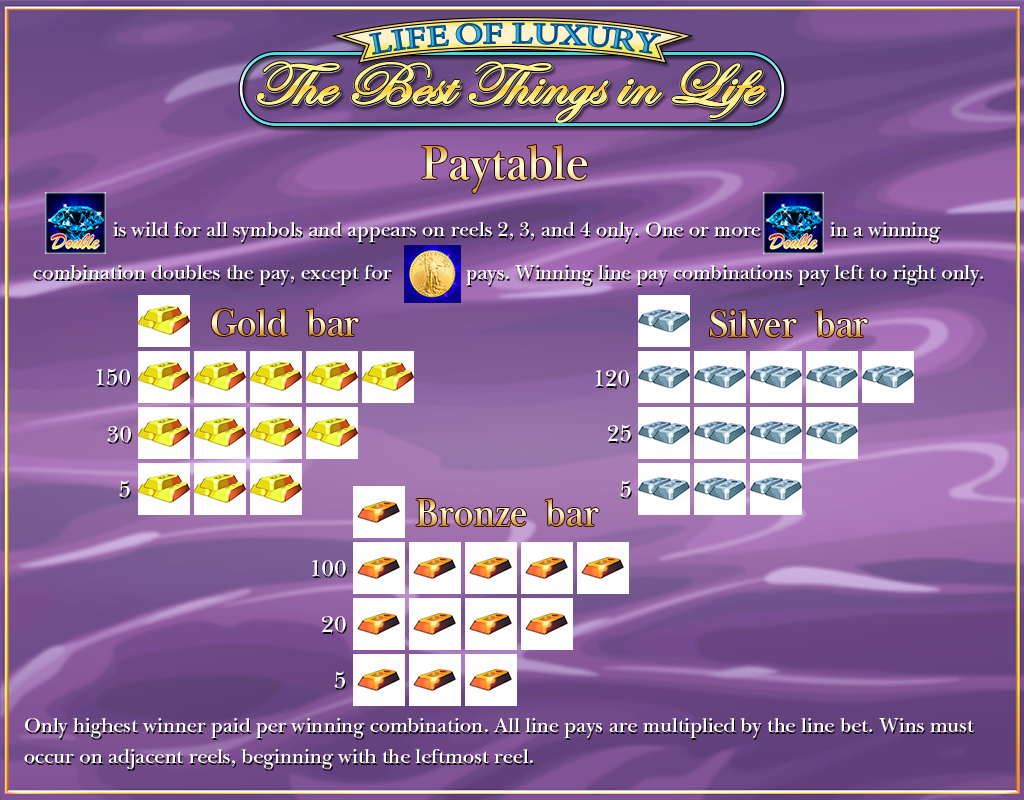 LIFE OF LUXURY
The Best Things in Life
Paytable
Double is wild for all symbols and appears on reels 2, 3, and 4 only. One or more Double in a winning
combination doubles the pay, except for pays. Winning line pay combinations pay left to right only.
Gold bar
150
30
5
Silver bar
120
25
5
Bronze bar
100
20
5
Only highest winner paid per winning combination. All line pays are multiplied by the line bet. Wins must
occur on adjacent reels, beginning with the leftmost reel.